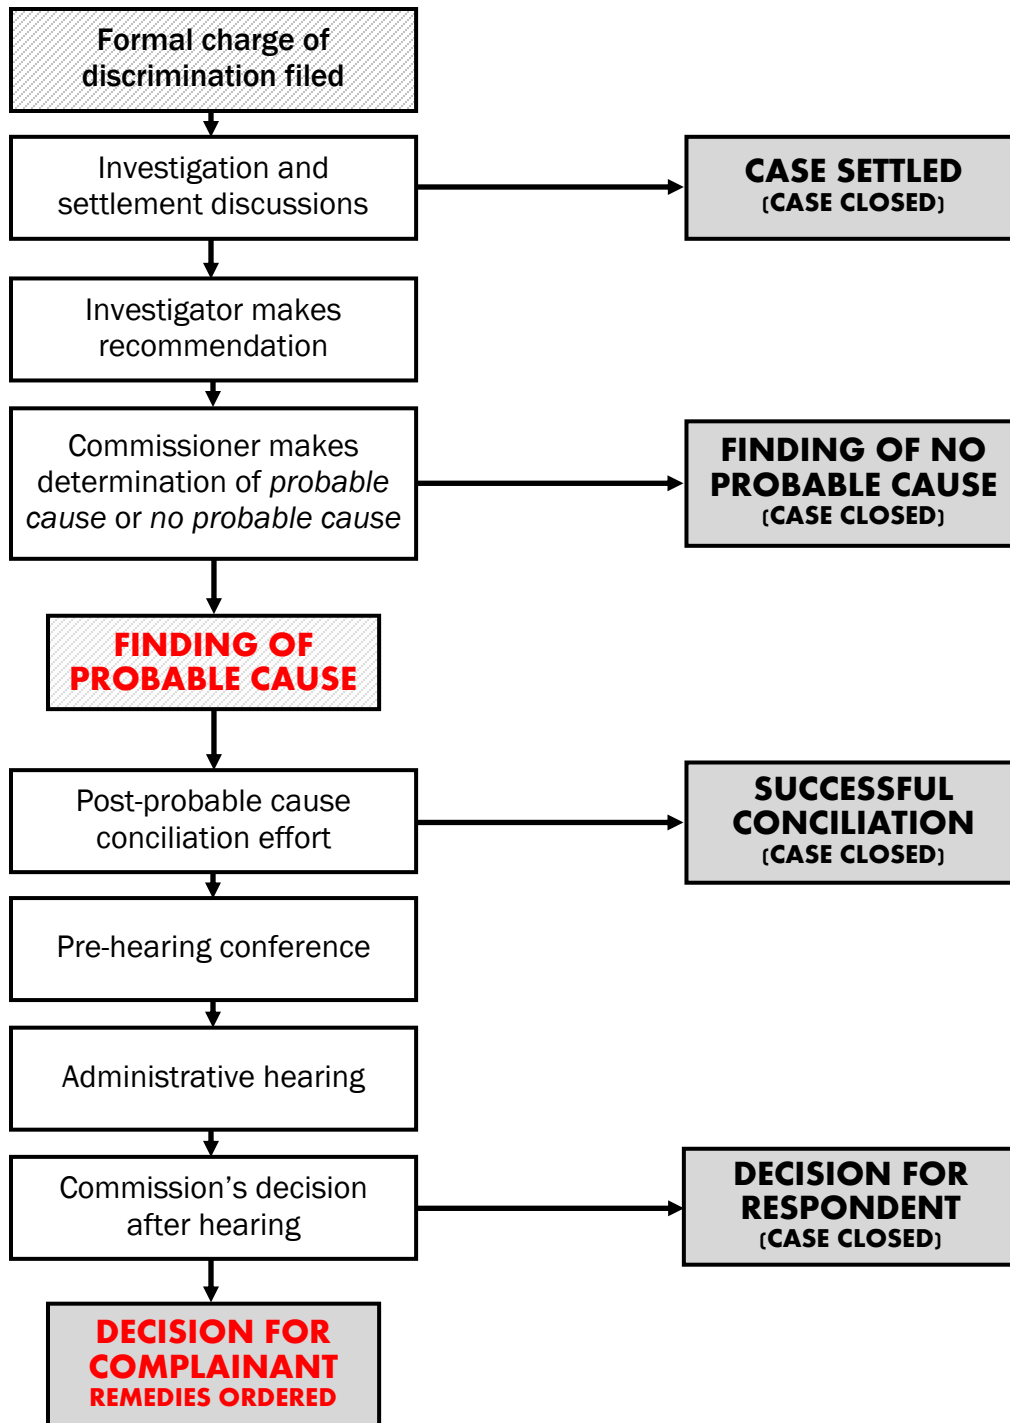 Formal charge of
discrimination filed
Investigation and
settlement discussions
CASE SETTLED
(CASE CLOSED)
Investigator makes
recommendation
Commissioner makes
determination of probable
cause or no probable cause
FINDING OF NO
PROBABLE CAUSE
(CASE CLOSED)
FINDING OF
PROBABLE CAUSE
Post-probable cause
conciliation effort
SUCCESSFUL
CONCILIATION
(CASE CLOSED)
Pre-hearing conference
Administrative hearing
Commission’s decision
after hearing
DECISION FOR
RESPONDENT
(CASE CLOSED)
DECISION FOR
COMPLAINANT
REMEDIES ORDERED